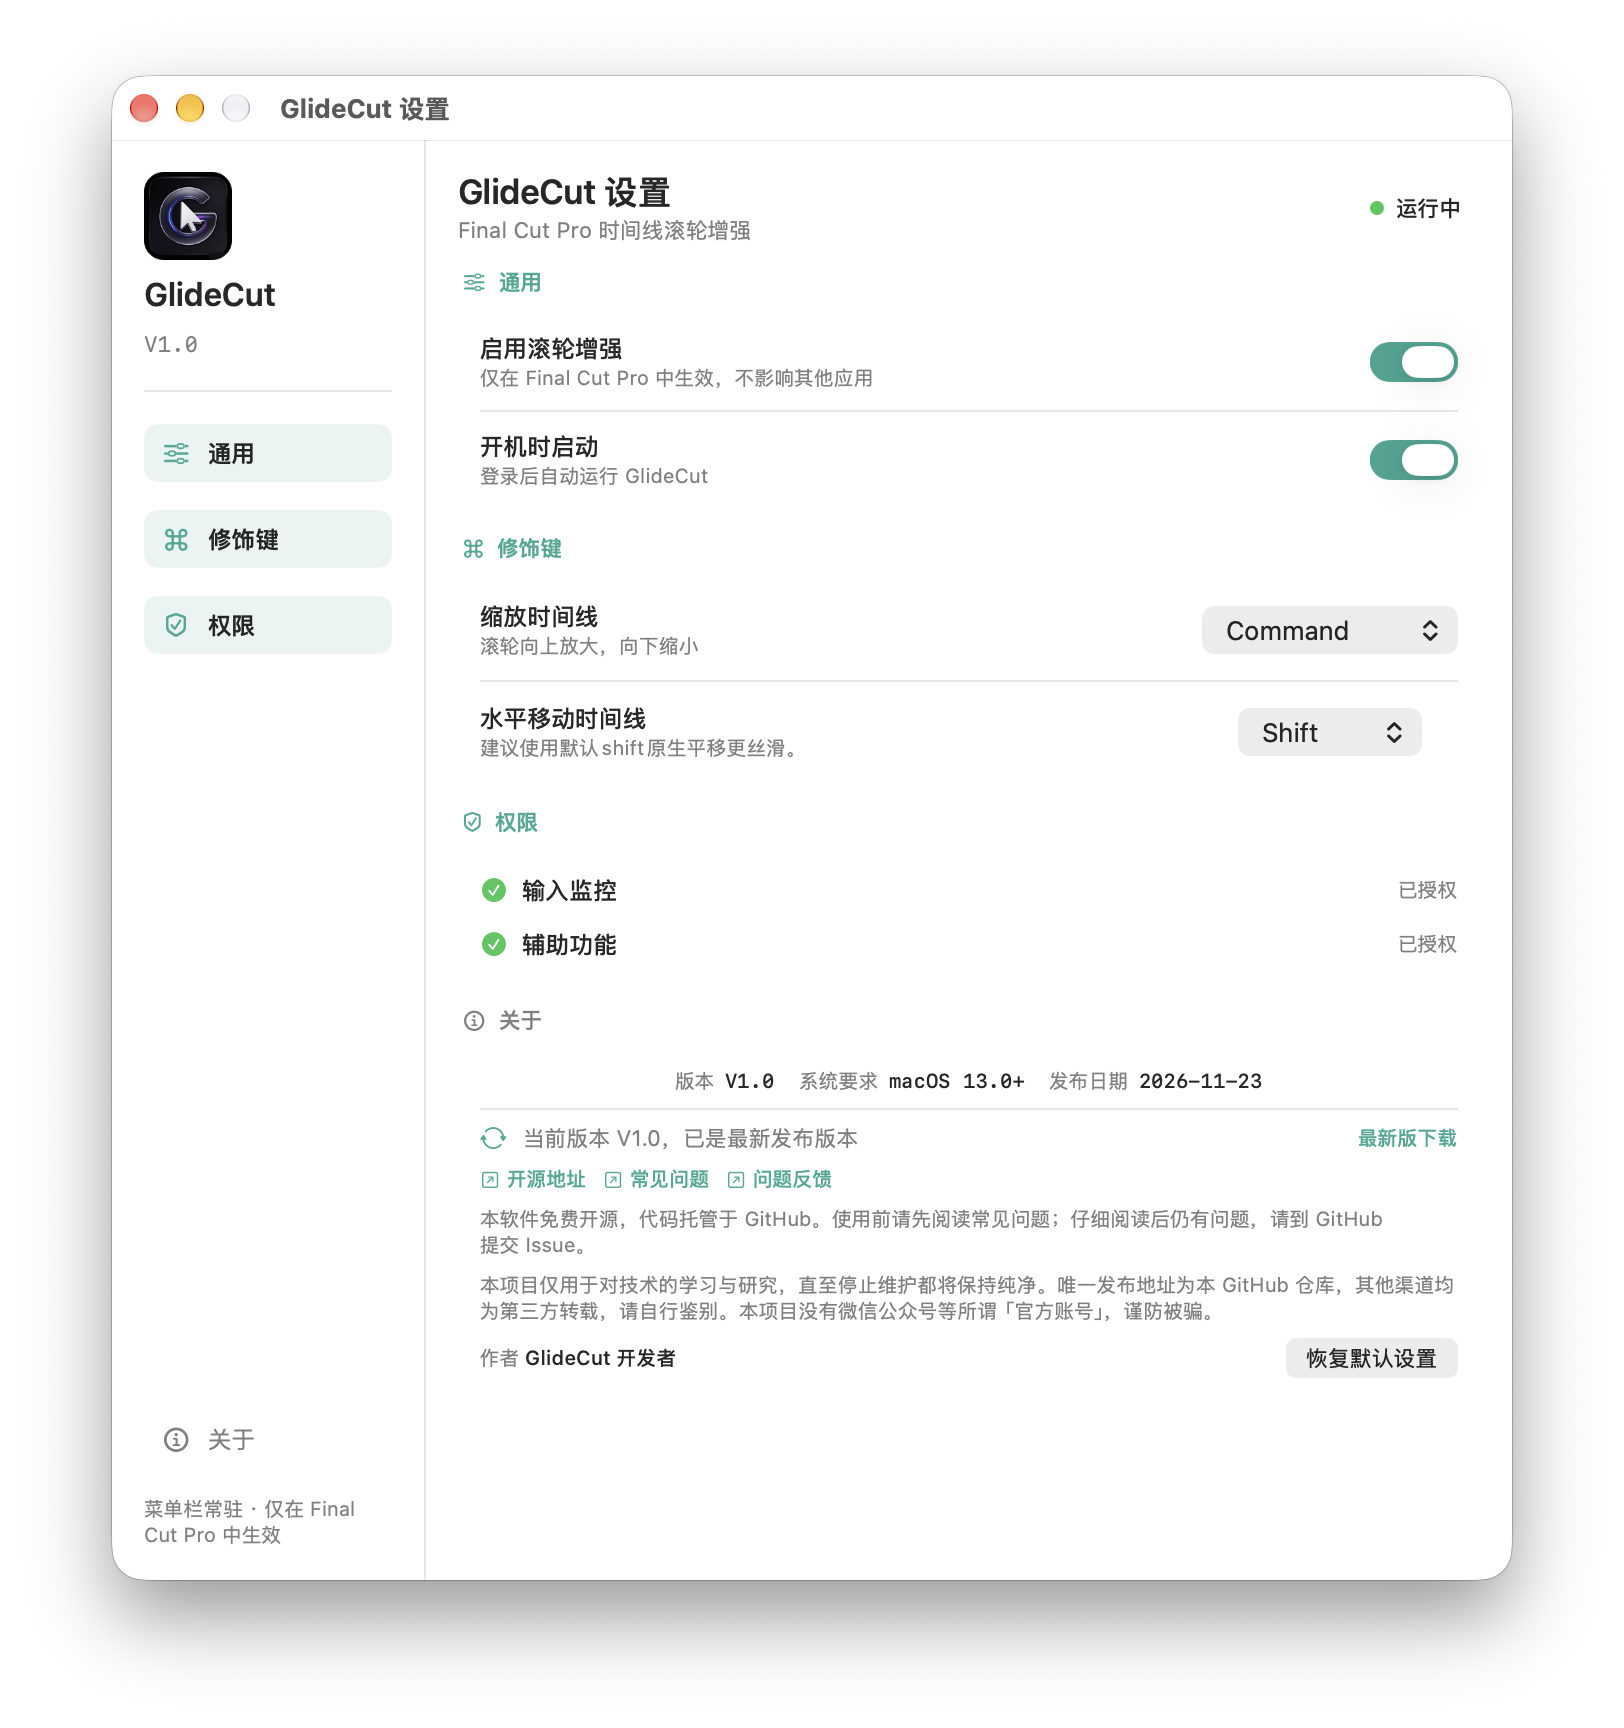 GlideCut 设置
GlideCut
V1.0
通用
修饰键
权限
关于
菜单栏常驻 · 仅在 Final
Cut Pro 中生效
GlideCut 设置
运行中
Final Cut Pro 时间线滚轮增强
通用
启用滚轮增强
仅在 Final Cut Pro 中生效，不影响其他应用
开机时启动
登录后自动运行 GlideCut
修饰键
缩放时间线
滚轮向上放大，向下缩小
Command
水平移动时间线
建议使用默认shift原生平移更丝滑。
Shift
权限
输入监控 已授权
辅助功能 已授权
关于
版本 V1.0 系统要求 macOS 13.0+ 发布日期 2026-11-23
当前版本 V1.0，已是最新发布版本 最新版下载
开源地址 常见问题 问题反馈
本软件免费开源，代码托管于 GitHub。使用前请先阅读常见问题；仔细阅读后仍有问题，请到 GitHub
提交 Issue。
本项目仅用于对技术的学习与研究，直至停止维护都将保持纯净。唯一发布地址为本 GitHub 仓库，其他渠道均
为第三方转载，请自行鉴别。本项目没有微信公众号等所谓「官方账号」，谨防被骗。
作者 GlideCut 开发者 恢复默认设置